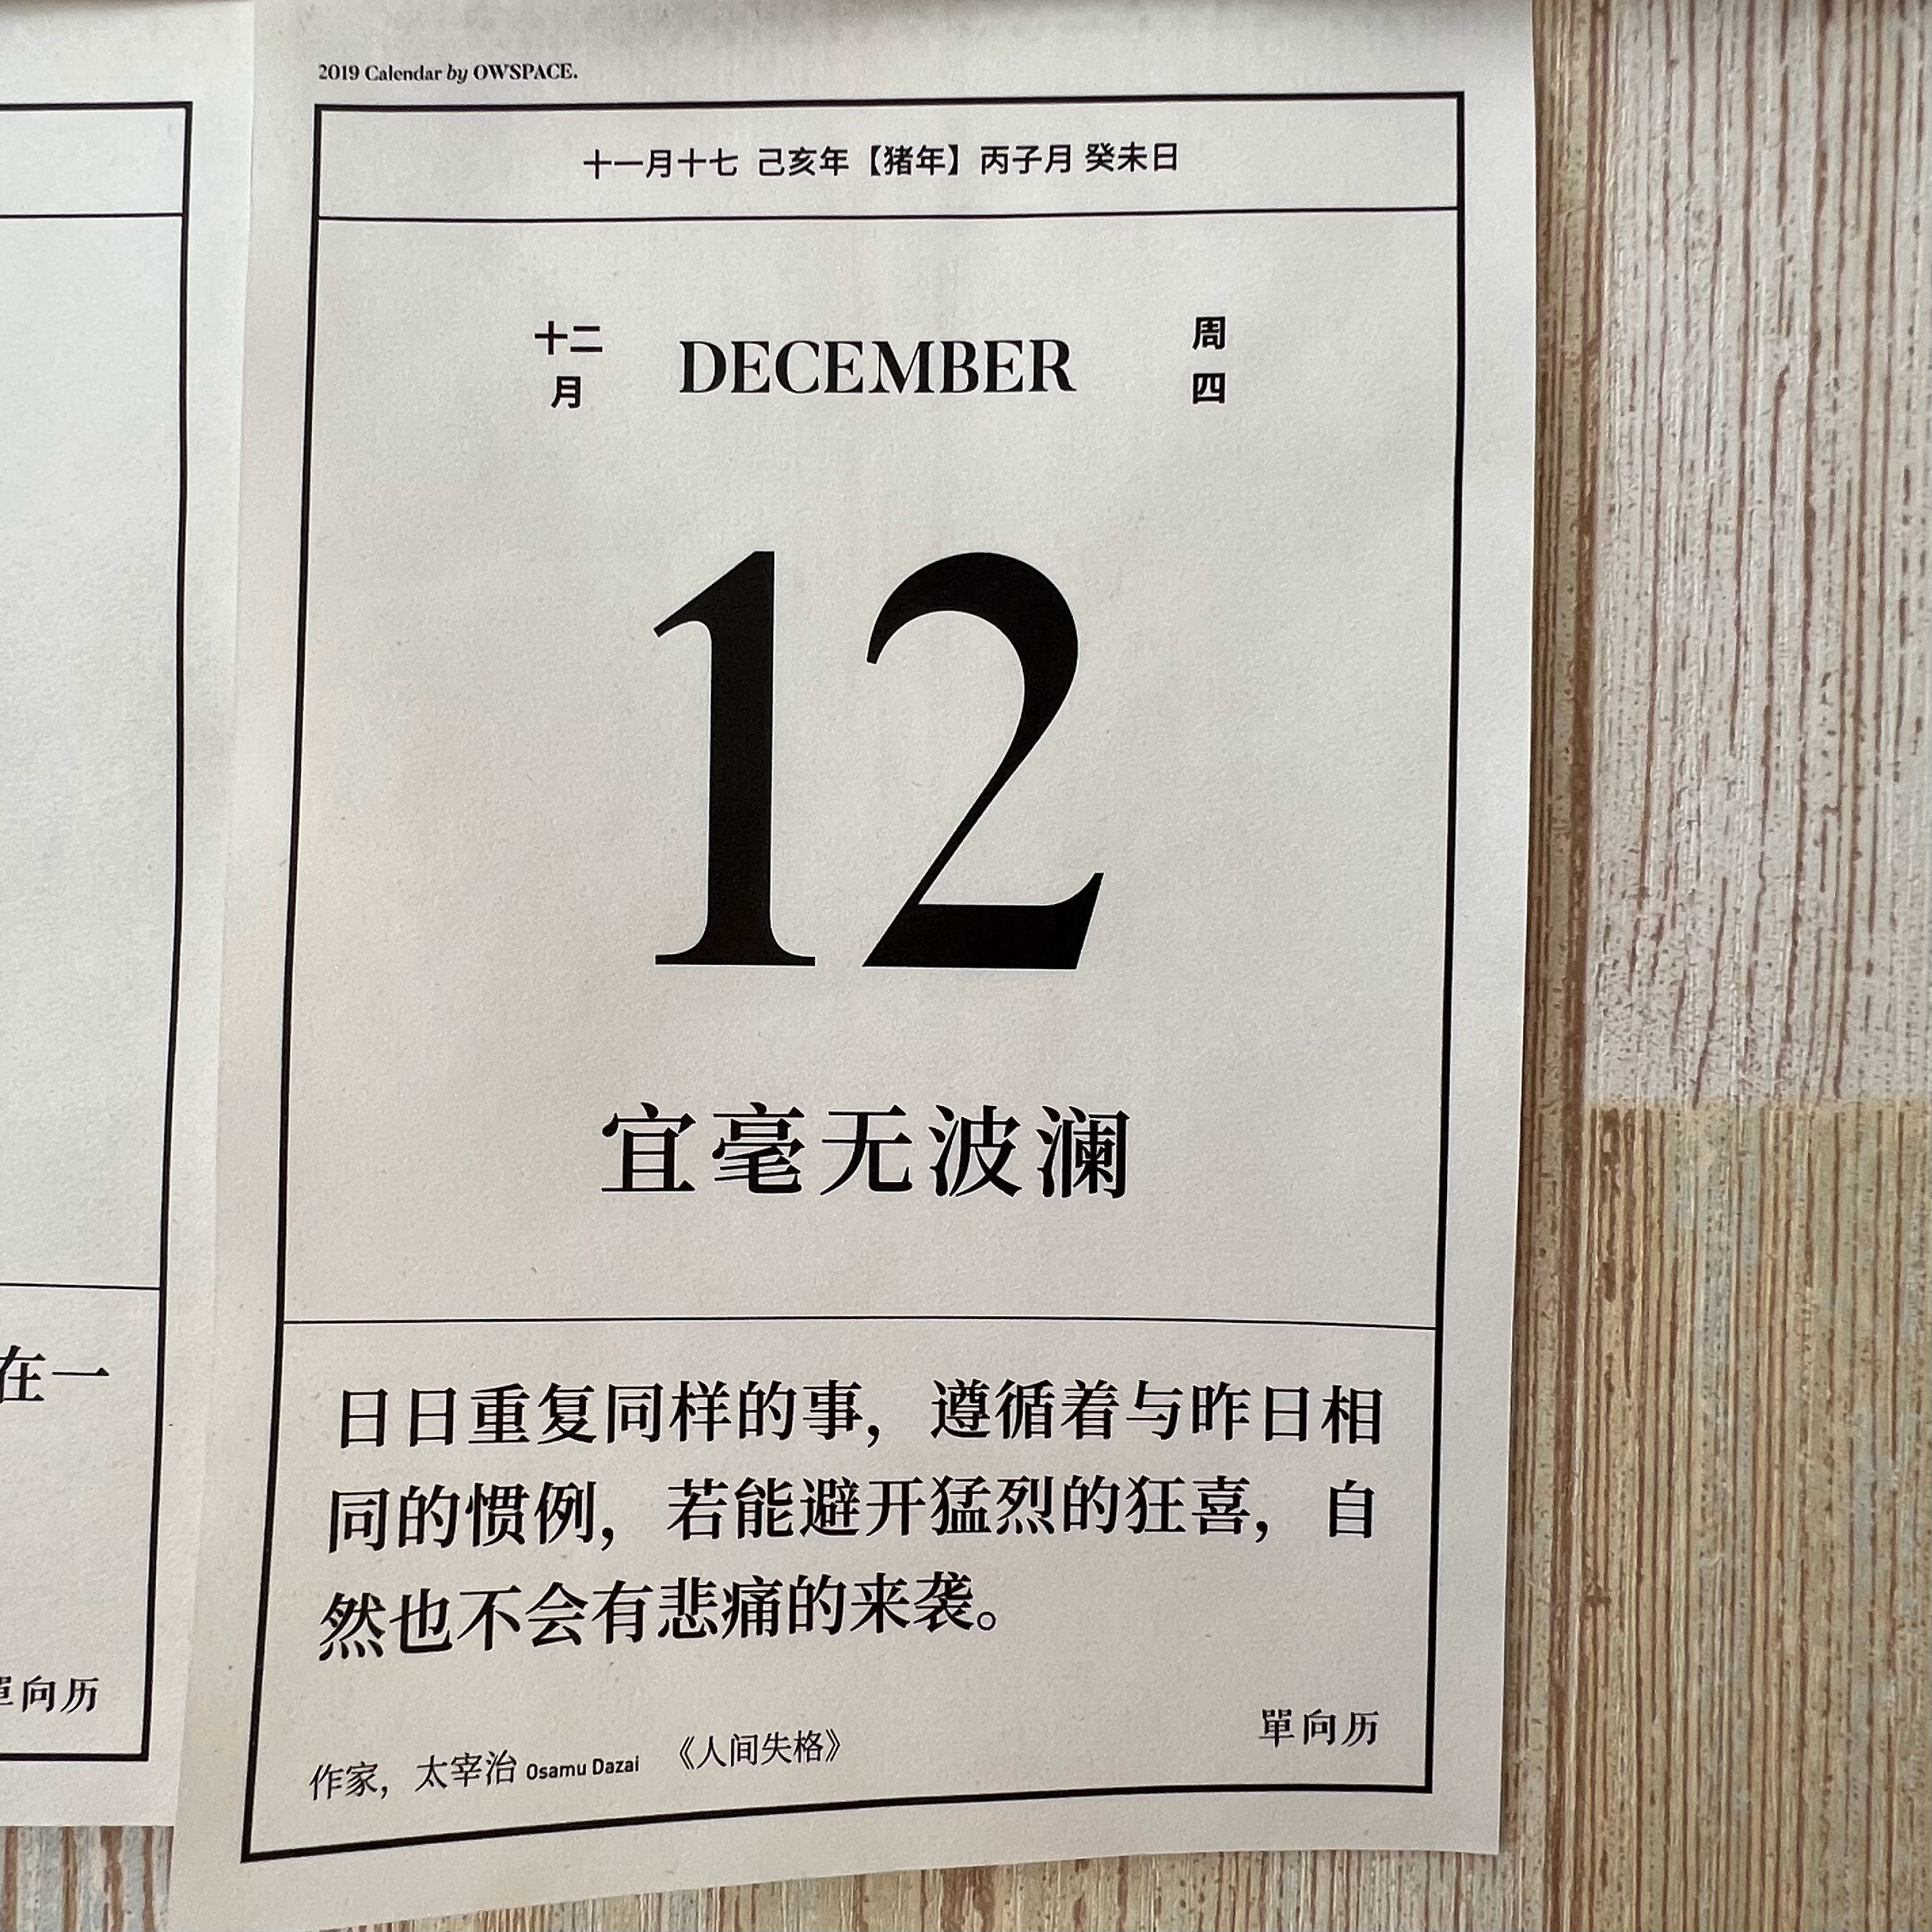 2019 Calendar by OWSPACE.
十一月十七 己亥年【猪年】丙子月 癸未日
十二
月
DECEMBER
周
四
12
宜毫无波澜
日日重复同样的事，遵循着与昨日相
同的惯例，若能避开猛烈的狂喜，自
然也不会有悲痛的来袭。
作家，太宰治 Osamu Dazai 《人间失格》
單向历
在一
單向历